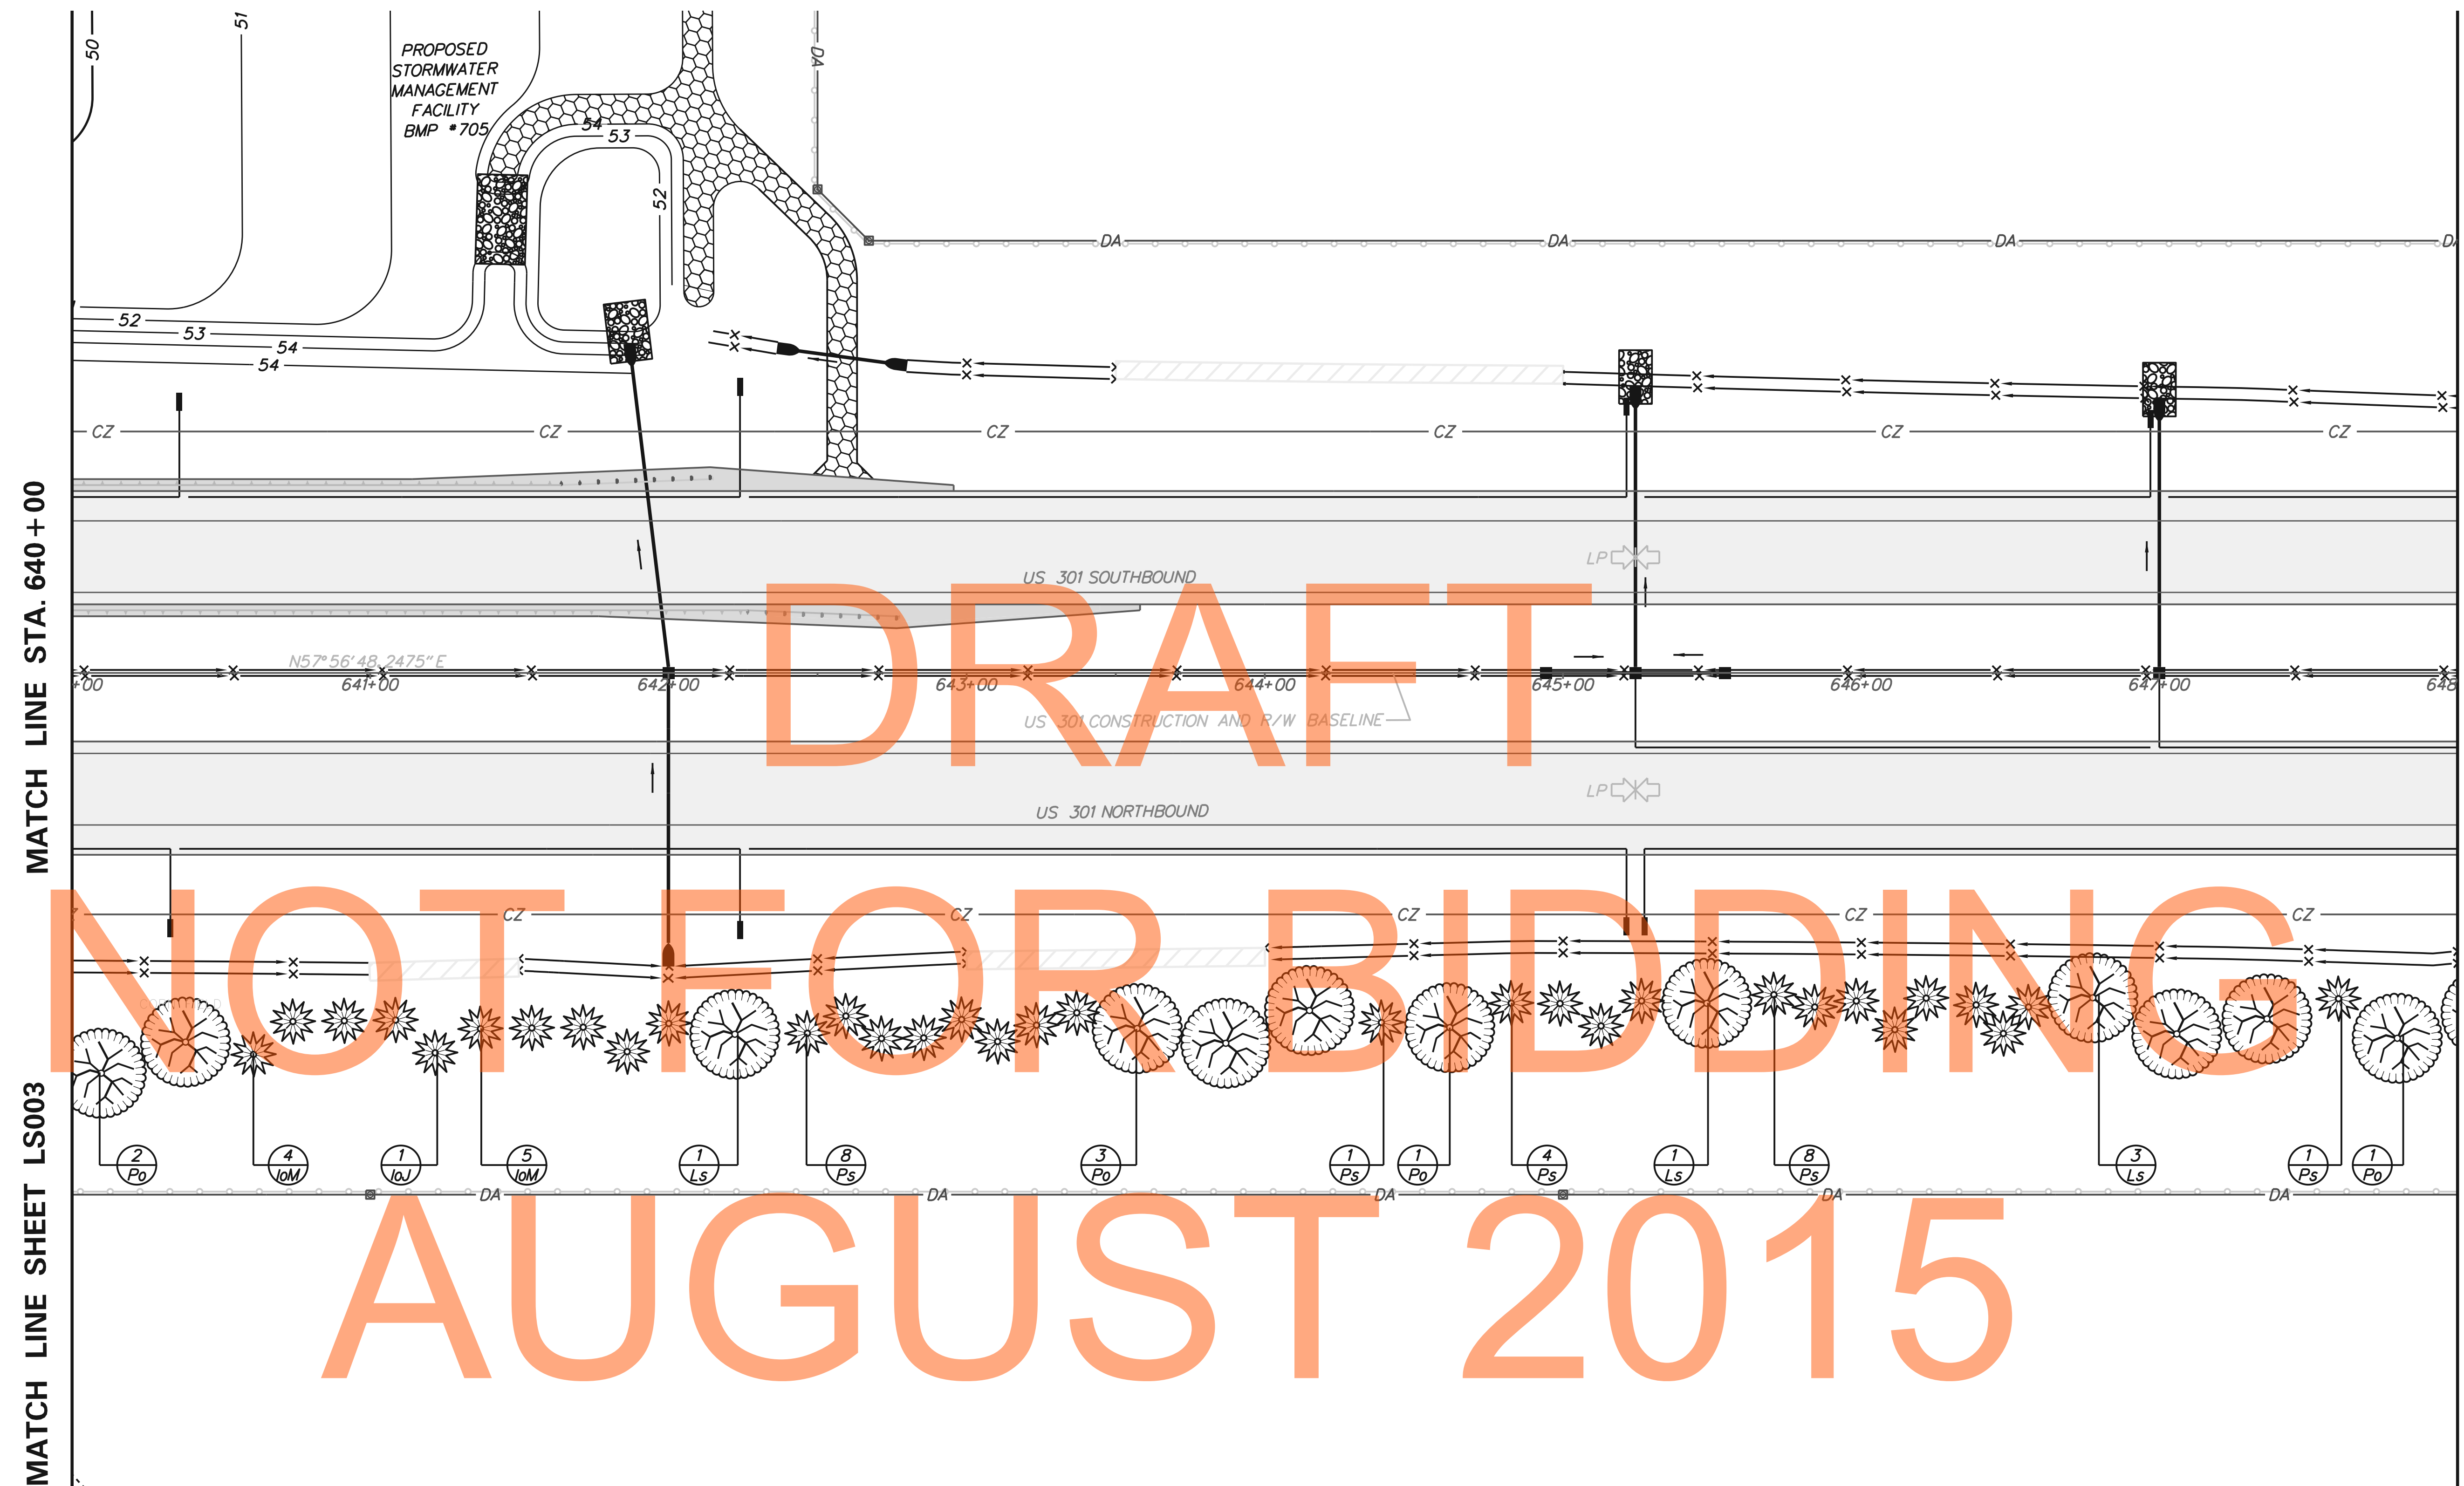 50
51
PROPOSED
STORMWATER
MANAGEMENT
FACILITY
BMP #705
54
53
52
DA
DA DA DA
52
53
54
54
CZ CZ CZ CZ CZ CZ
LP
US 301 SOUTHBOUND
DRAFT
N57°56'48.2475" E
+00 641+00 642+00 643+00 644+00 645+00 646+00 647+00 648
US 301 CONSTRUCTION AND R/W BASELINE
LP
US 301 NORTHBOUND
CZ CZ CZ CZ CZ
NOT FOR BIDDING
2 Po
4 IoM
1 IoJ
5 IoM
1 Ls
8 Ps
3 Po
1 Ps
1 Po
4 Ps
1 Ls
8 Ps
3 Ls
1 Ps
1 Po
DA DA DA DA DA
AUGUST 2015
MATCH LINE STA. 640+00
MATCH LINE SHEET LS003